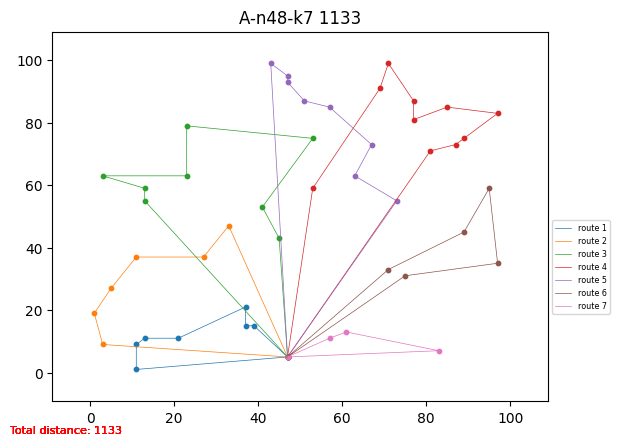 A-n48-k7 1133
100
80
60
40
20
0
0 20 40 60 80 100
route 1
route 2
route 3
route 4
route 5
route 6
route 7
Total distance: 1133